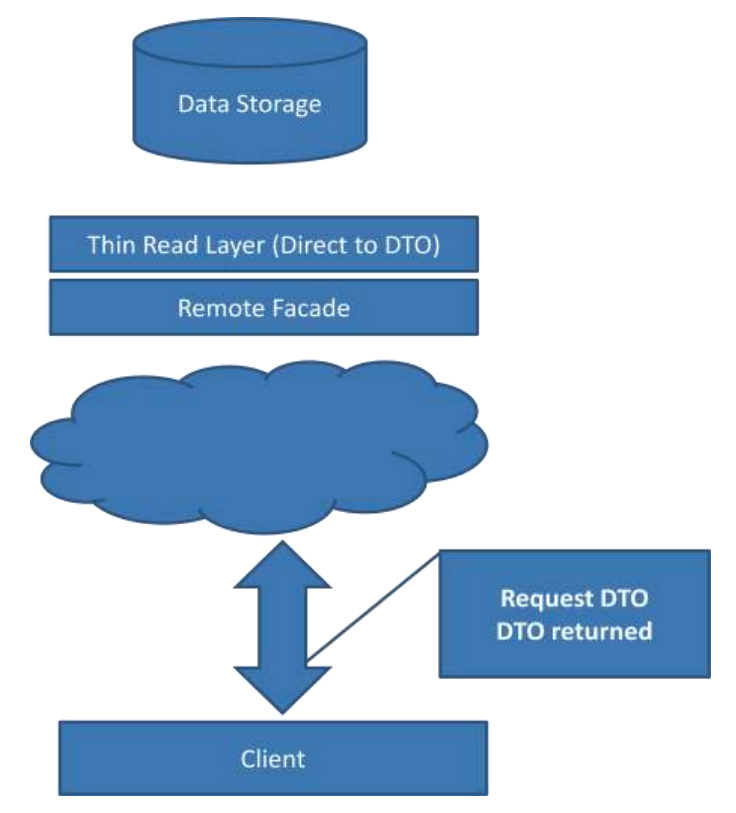 Data Storage
Thin Read Layer (Direct to DTO)
Remote Facade
Request DTO
DTO returned
Client